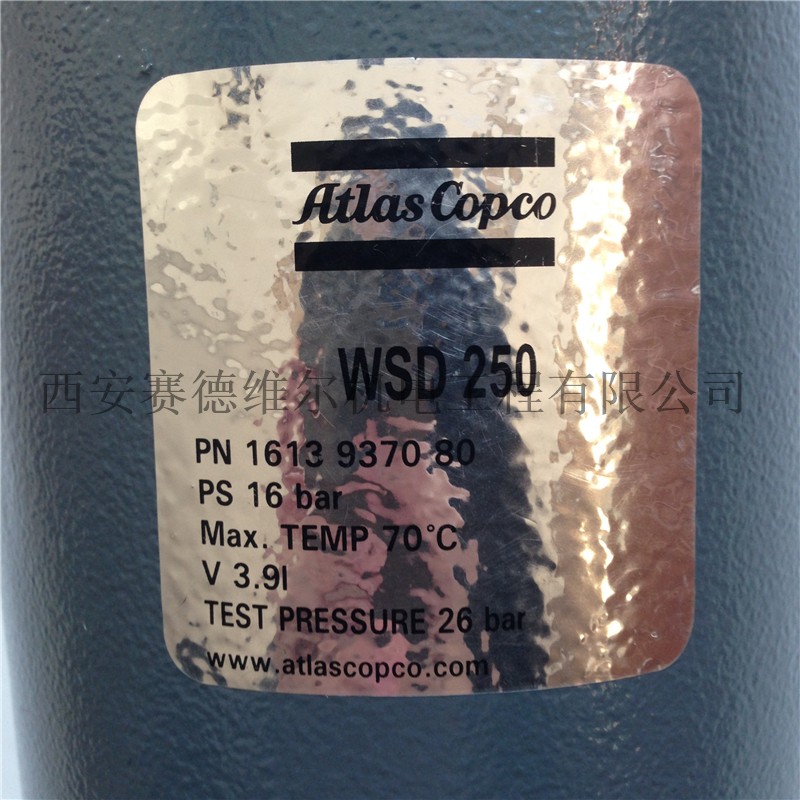 Atlas Copco
WSD 250
西安赛德维尔机电工程有限公司
PN 1613 9370 80
PS 16 bar
Max. TEMP 70°C
V 3.9l
TEST PRESSURE 26 bar
www.atlascopco.com